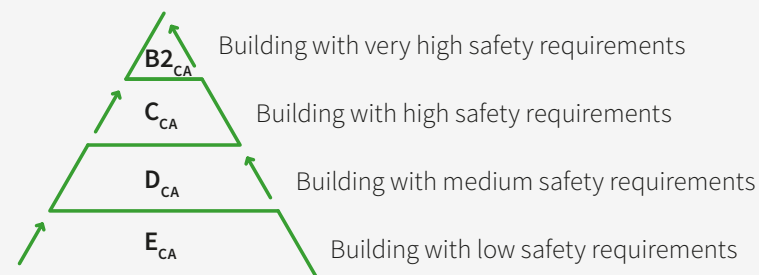 B2CA Building with very high safety requirements
CCA Building with high safety requirements
DCA Building with medium safety requirements
ECA Building with low safety requirements